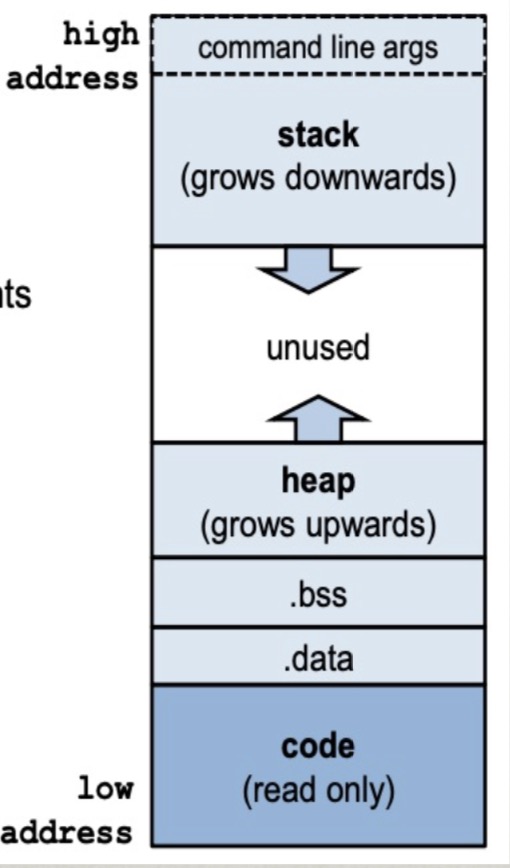 high
address
command line args
stack
(grows downwards)
nts
unused
heap
(grows upwards)
.bss
.data
code
(read only)
low
address